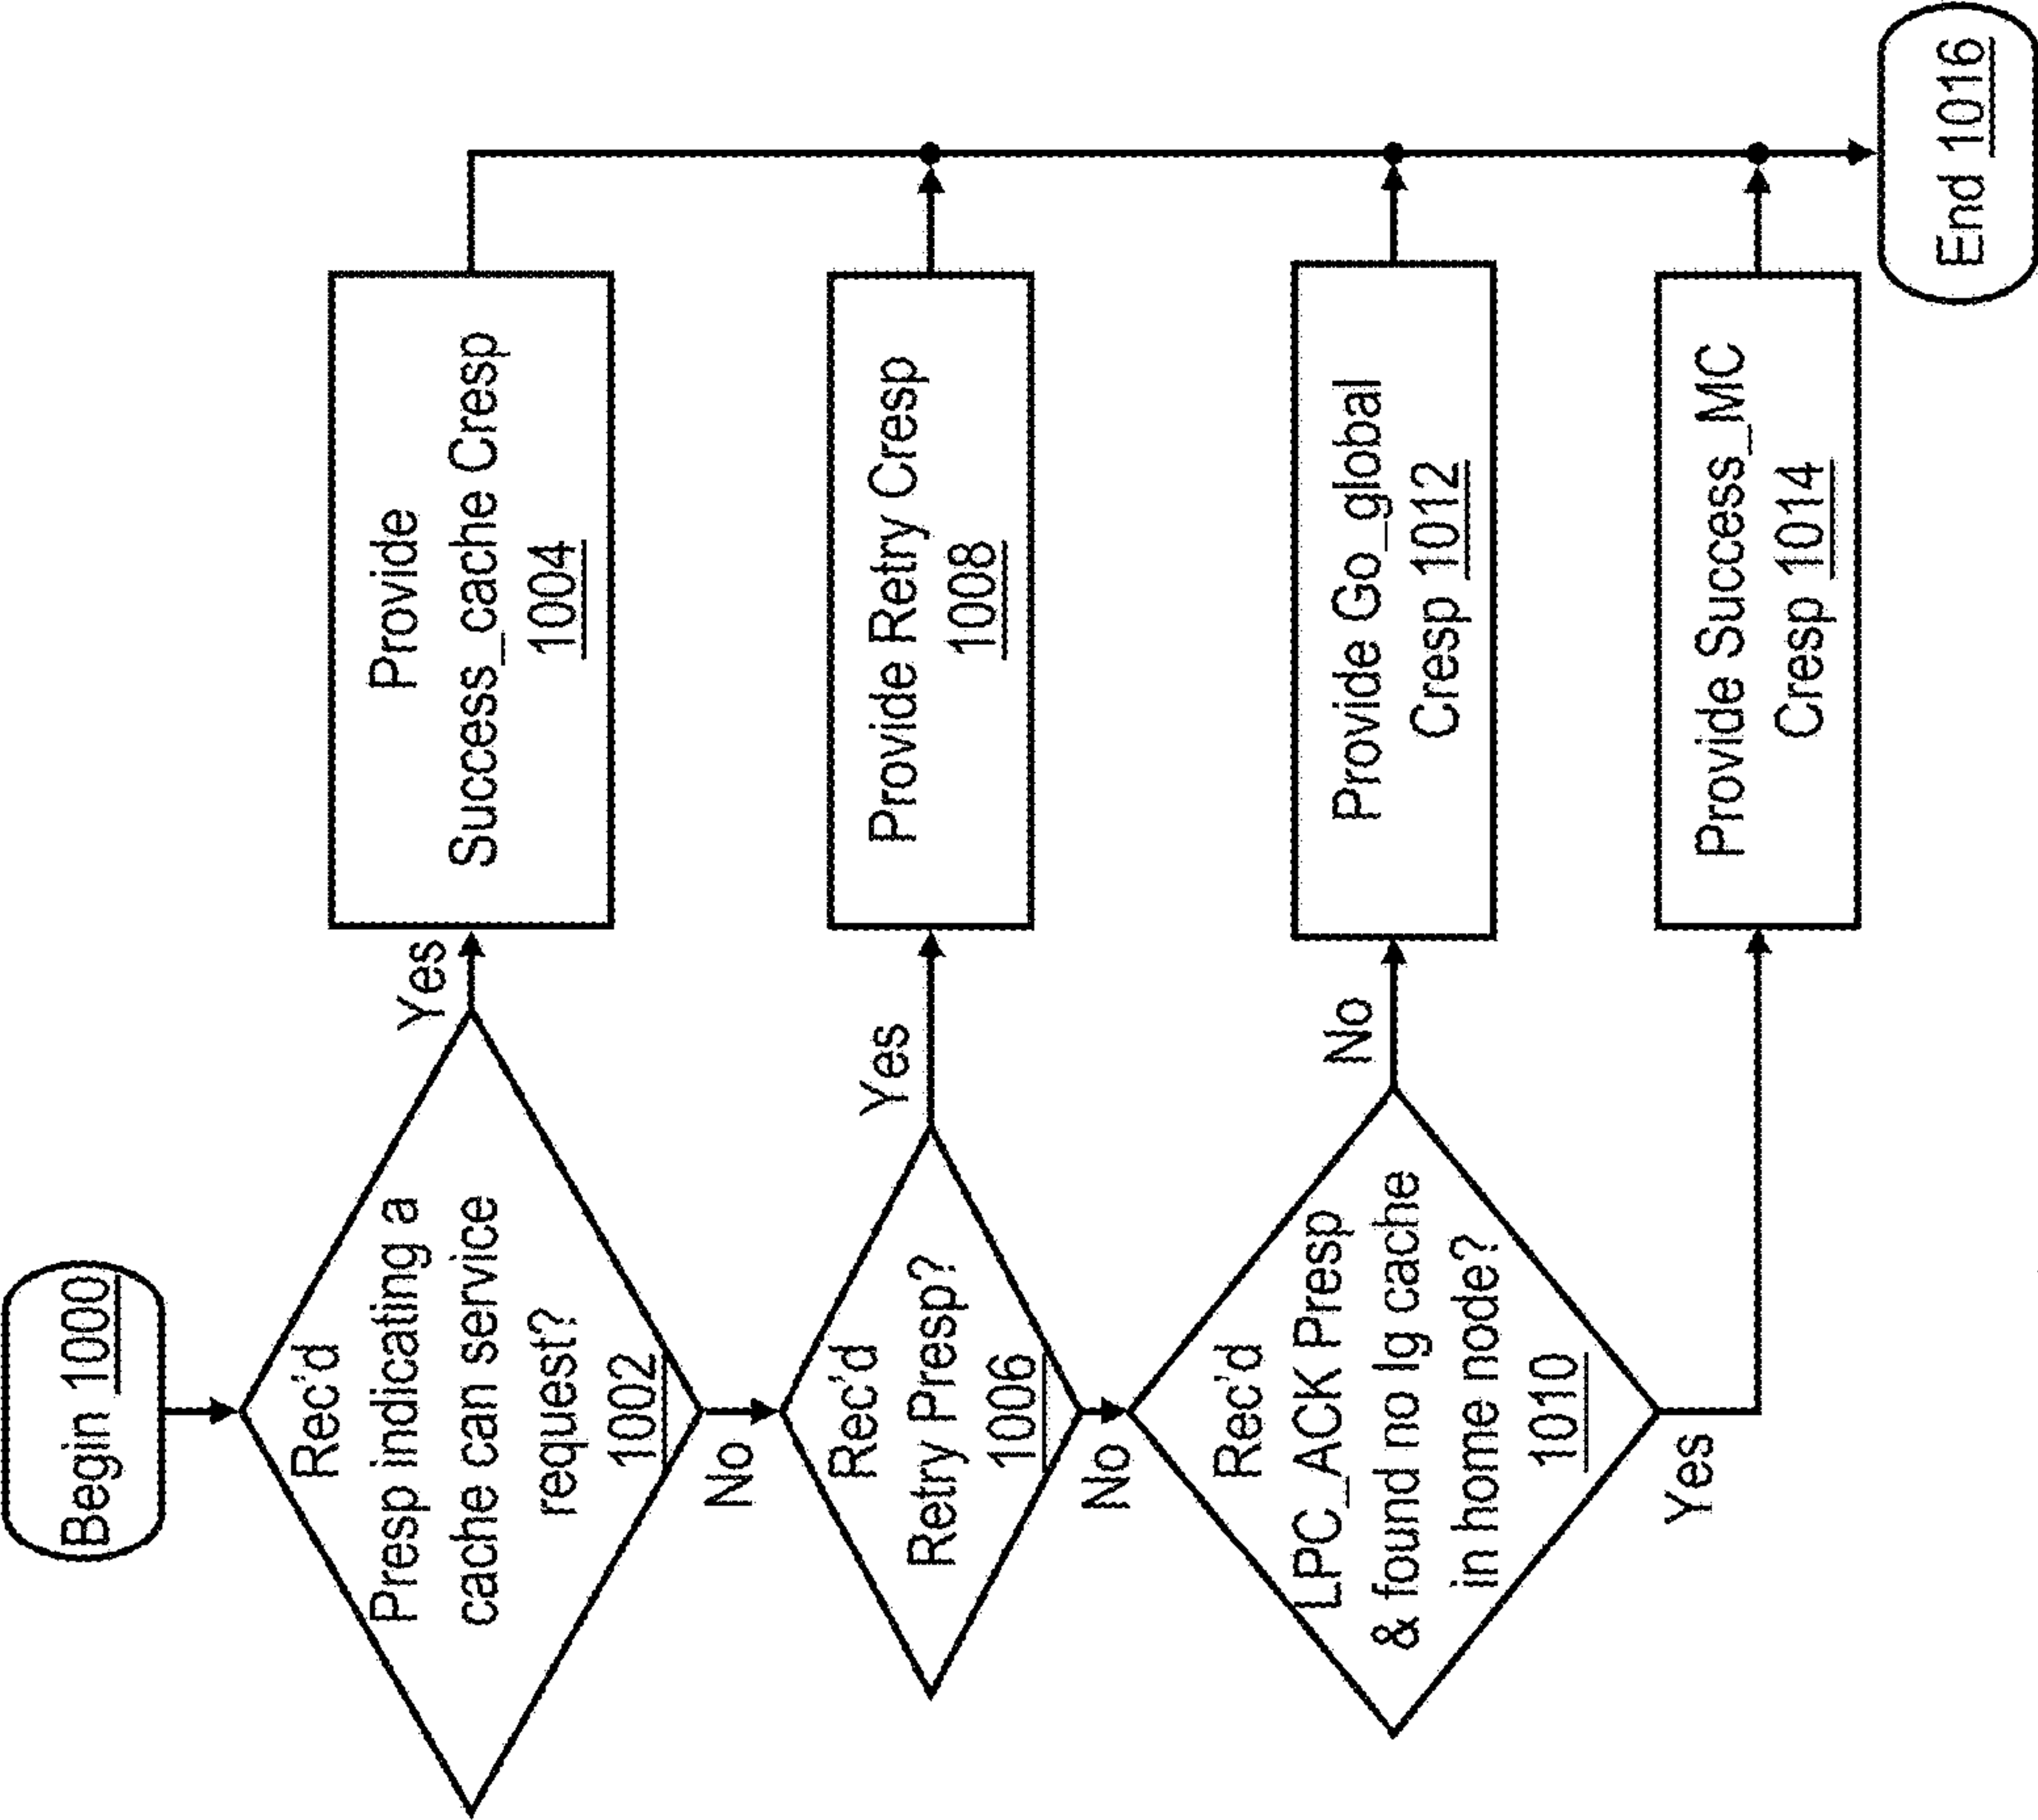 Begin 1000
Rec'd
Presp indicating a
cache can service
request?
1002
Yes
Provide
Success_cache Cresp
1004
No
Rec'd
Retry Presp?
1006
Yes
Provide Retry Cresp
1008
No
Rec'd
LPC_ACK Presp
& found no Ig cache
in home node?
1010
No
Provide Go_global
Cresp 1012
Yes
Provide Success_MC
Cresp 1014
End 1016